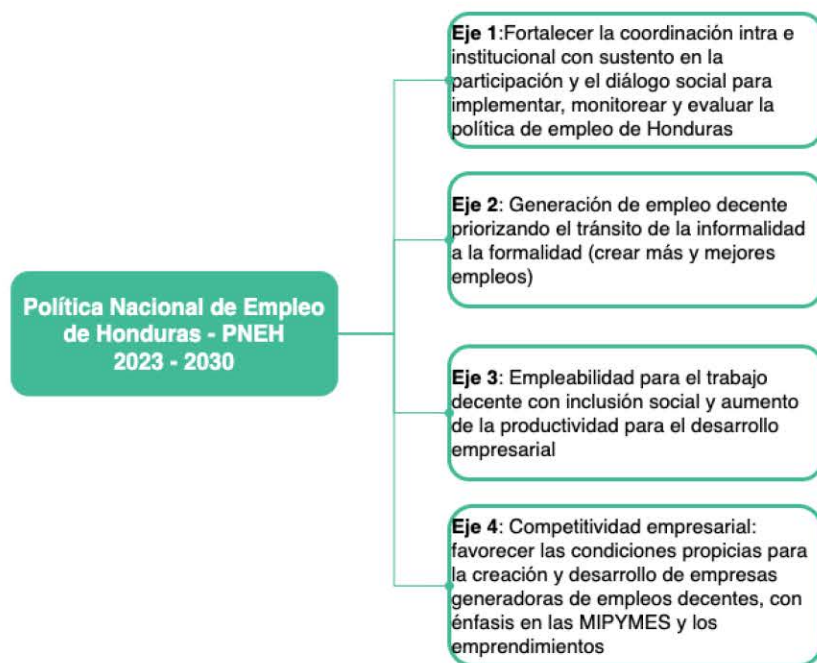 Política Nacional de Empleo
de Honduras - PNEH
2023 - 2030
Eje 1:Fortalecer la coordinación intra e
institucional con sustento en la
participación y el diálogo social para
implementar, monitorear y evaluar la
política de empleo de Honduras
Eje 2: Generación de empleo decente
priorizando el tránsito de la informalidad
a la formalidad (crear más y mejores
empleos)
Eje 3: Empleabilidad para el trabajo
decente con inclusión social y aumento
de la productividad para el desarrollo
empresarial
Eje 4: Competitividad empresarial:
favorecer las condiciones propicias para
la creación y desarrollo de empresas
generadoras de empleos decentes, con
énfasis en las MIPYMES y los
emprendimientos